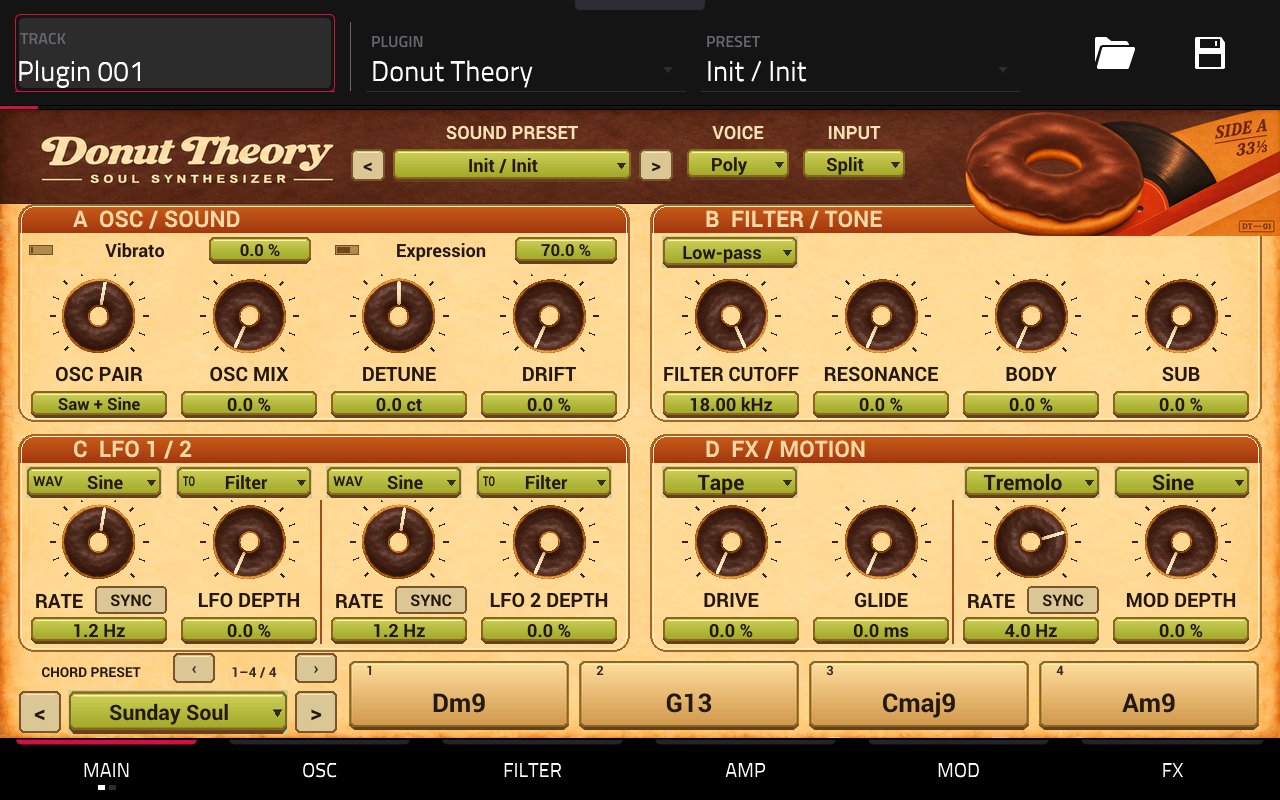 TRACK
Plugin 001
PLUGIN
Donut Theory
PRESET
Init / Init
Donut Theory
SOUL SYNTHESIZER
SOUND PRESET
<
Init / Init
>
VOICE
Poly
INPUT
Split
SIDE A
33⅓
DT-01
A OSC / SOUND
Vibrato
0.0 %
Expression
70.0 %
OSC PAIR
OSC MIX
DETUNE
DRIFT
Saw + Sine
0.0 %
0.0 ct
0.0 %
B FILTER / TONE
Low-pass
FILTER CUTOFF
RESONANCE
BODY
SUB
18.00 kHz
0.0 %
0.0 %
0.0 %
C LFO 1 / 2
WAV Sine
TO Filter
WAV Sine
TO Filter
RATE
SYNC
LFO DEPTH
RATE
SYNC
LFO 2 DEPTH
1.2 Hz
0.0 %
1.2 Hz
0.0 %
D FX / MOTION
Tape
Tremolo
Sine
DRIVE
GLIDE
RATE
SYNC
MOD DEPTH
0.0 %
0.0 ms
4.0 Hz
0.0 %
CHORD PRESET
‹
1–4 / 4
›
<
Sunday Soul
>
1
Dm9
2
G13
3
Cmaj9
4
Am9
MAIN
OSC
FILTER
AMP
MOD
FX